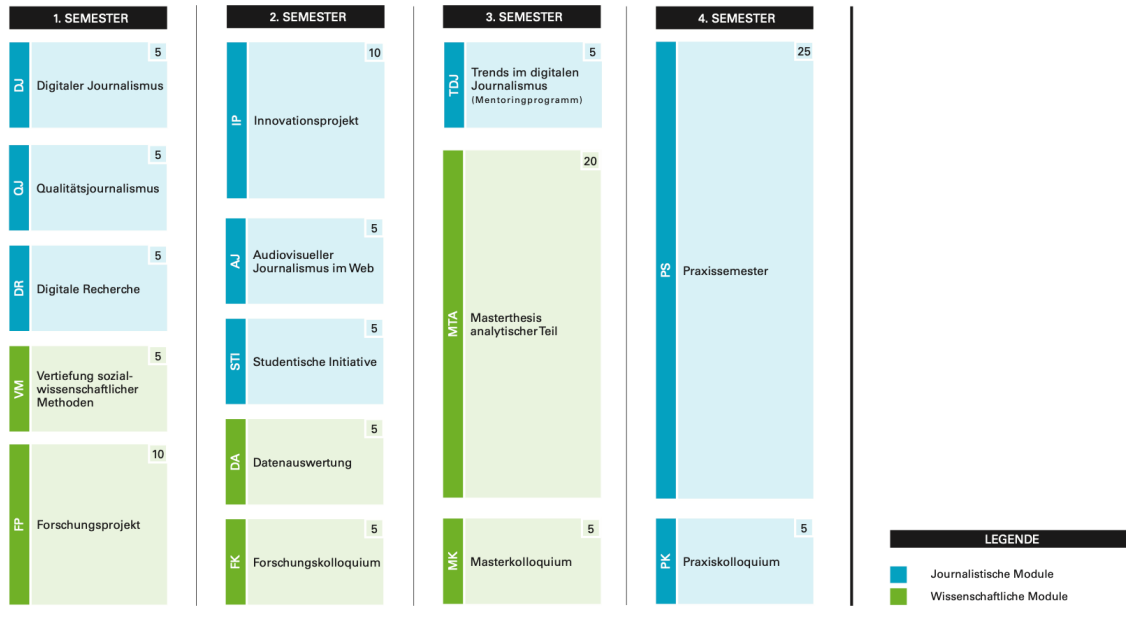 1. SEMESTER
DJ
5
Digitaler Journalismus
QJ
5
Qualitätsjournalismus
DR
5
Digitale Recherche
VM
5
Vertiefung sozial-
wissenschaftlicher
Methoden
FP
10
Forschungsprojekt
2. SEMESTER
IP
10
Innovationsprojekt
AJ
5
Audiovisueller
Journalismus im Web
STI
5
Studentische Initiative
DA
5
Datenauswertung
FK
5
Forschungskolloquium
3. SEMESTER
TDJ
5
Trends im digitalen
Journalismus
(Mentoringprogramm)
MTA
20
Masterthesis
analytischer Teil
MK
5
Masterkolloquium
4. SEMESTER
PS
25
Praxissemester
PK
5
Praxiskolloquium
LEGENDE
Journalistische Module
Wissenschaftliche Module